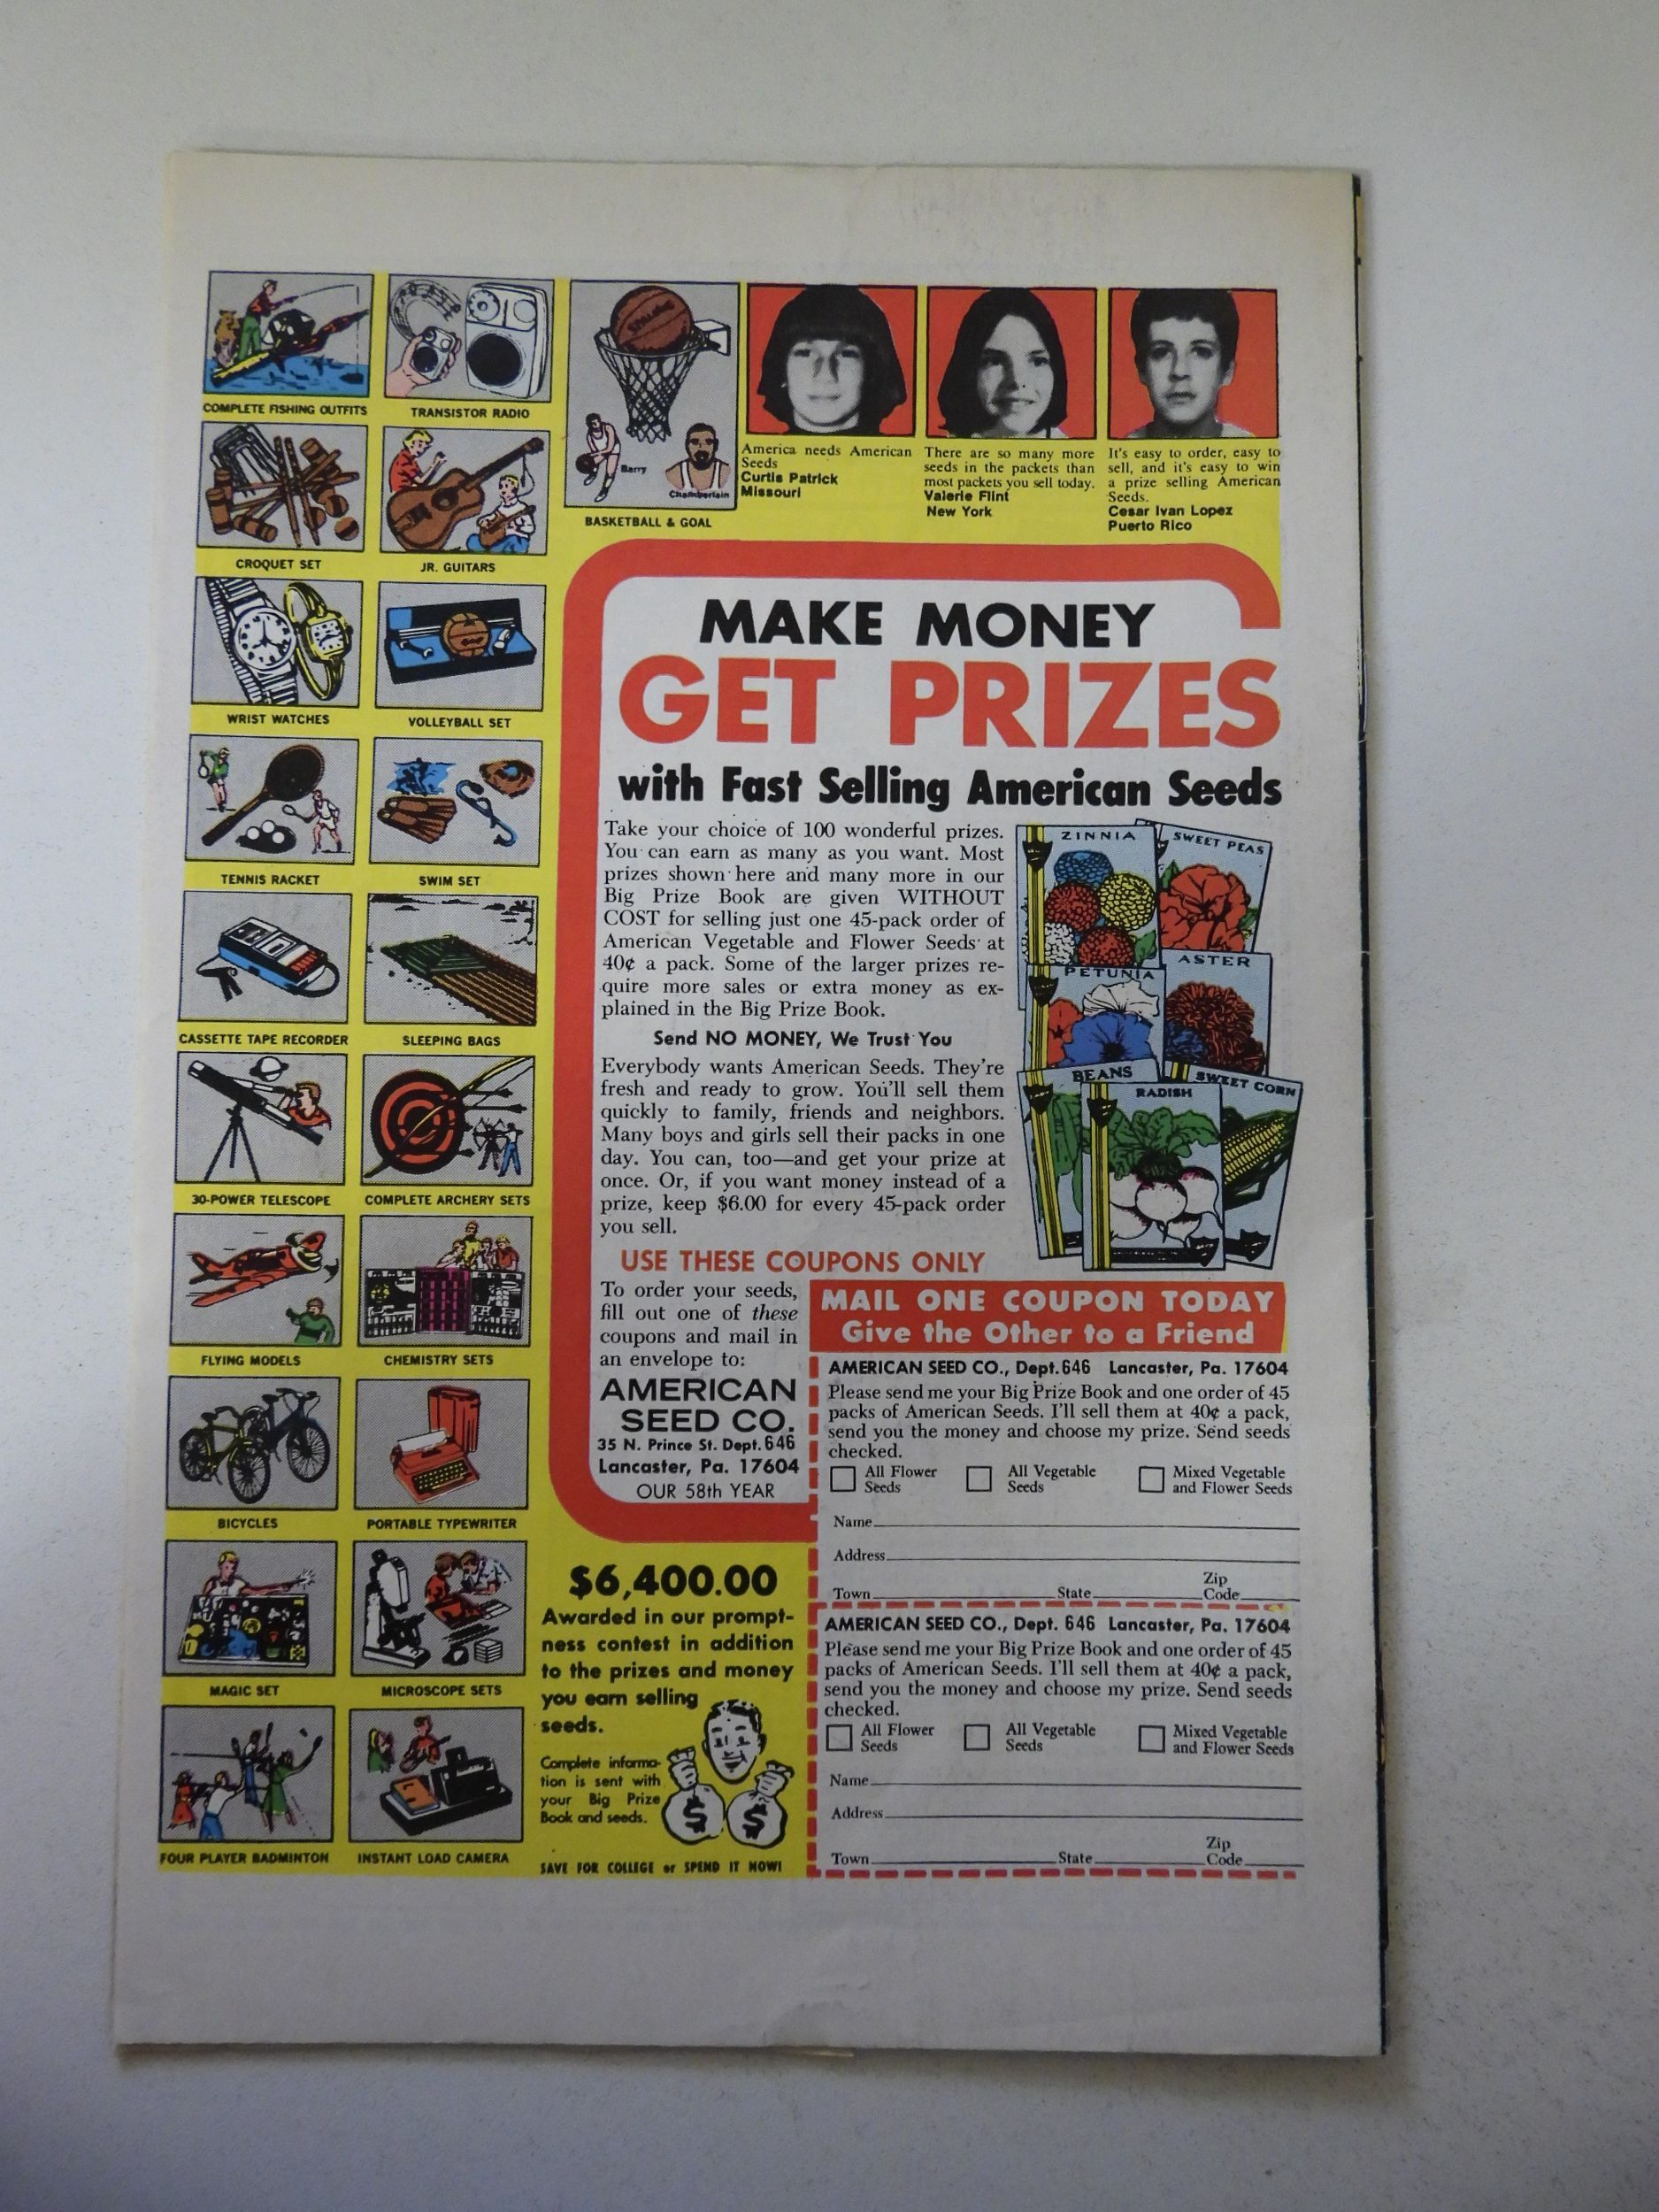 COMPLETE FISHING OUTFITS
TRANSISTOR RADIO
CROQUET SET
JR. GUITARS
WRIST WATCHES
VOLLEYBALL SET
TENNIS RACKET
SWIM SET
CASSETTE TAPE RECORDER
SLEEPING BAGS
30-POWER TELESCOPE
COMPLETE ARCHERY SETS
FLYING MODELS
CHEMISTRY SETS
BICYCLES
PORTABLE TYPEWRITER
MAGIC SET
MICROSCOPE SETS
FOUR PLAYER BADMINTON
INSTANT LOAD CAMERA
Spalding
Barry
Chamberlain
BASKETBALL & GOAL
America needs American
Seeds
Curtis Patrick
Missouri
There are so many more
seeds in the packets than
most packets you sell today.
Valerie Flint
New York
It's easy to order, easy to
sell, and it's easy to win
a prize selling American
Seeds.
Cesar Ivan Lopez
Puerto Rico
MAKE MONEY
GET PRIZES
with Fast Selling American Seeds
Take your choice of 100 wonderful prizes.
You can earn as many as you want. Most
prizes shown here and many more in our
Big Prize Book are given WITHOUT
COST for selling just one 45-pack order of
American Vegetable and Flower Seeds at
40¢ a pack. Some of the larger prizes re-
quire more sales or extra money as ex-
plained in the Big Prize Book.
Send NO MONEY, We Trust You
Everybody wants American Seeds. They're
fresh and ready to grow. You'll sell them
quickly to family, friends and neighbors.
Many boys and girls sell their packs in one
day. You can, too—and get your prize at
once. Or, if you want money instead of a
prize, keep $6.00 for every 45-pack order
you sell.
ZINNIA
SWEET PEAS
PETUNIA
ASTER
BEANS
RADISH
SWEET CORN
USE THESE COUPONS ONLY
To order your seeds,
fill out one of these
coupons and mail in
an envelope to:
AMERICAN
SEED CO.
35 N. Prince St. Dept. 646
Lancaster, Pa. 17604
OUR 58th YEAR
MAIL ONE COUPON TODAY
Give the Other to a Friend
AMERICAN SEED CO., Dept. 646 Lancaster, Pa. 17604
Please send me your Big Prize Book and one order of 45
packs of American Seeds. I'll sell them at 40¢ a pack,
send you the money and choose my prize. Send seeds
checked.
All Flower Seeds
All Vegetable Seeds
Mixed Vegetable and Flower Seeds
Name
Address
Town State Zip Code
AMERICAN SEED CO., Dept. 646 Lancaster, Pa. 17604
Please send me your Big Prize Book and one order of 45
packs of American Seeds. I'll sell them at 40¢ a pack,
send you the money and choose my prize. Send seeds
checked.
All Flower Seeds
All Vegetable Seeds
Mixed Vegetable and Flower Seeds
Name
Address
Town State Zip Code
$6,400.00
Awarded in our prompt-
ness contest in addition
to the prizes and money
you earn selling
seeds.
Complete informa-
tion is sent with
your Big Prize
Book and seeds.
$ $
SAVE FOR COLLEGE or SPEND IT NOW!